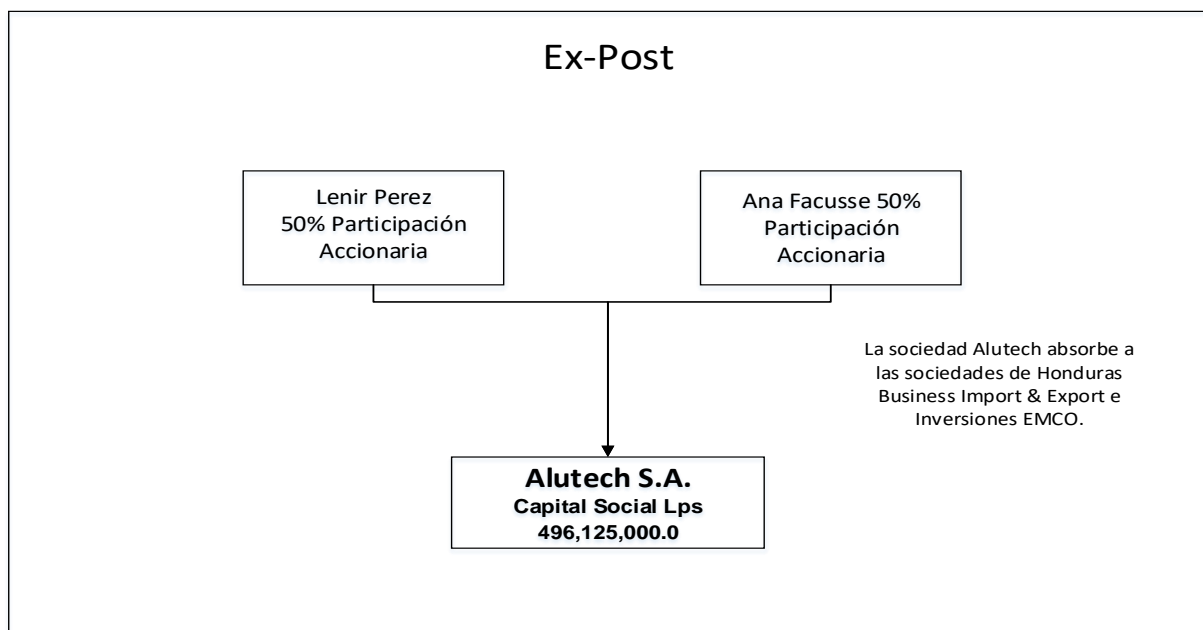 Ex-Post
Lenir Perez
50% Participación
Accionaria
Ana Facusse 50%
Participación
Accionaria
La sociedad Alutech absorbe a
las sociedades de Honduras
Business Import & Export e
Inversiones EMCO.
Alutech S.A.
Capital Social Lps
496,125,000.0